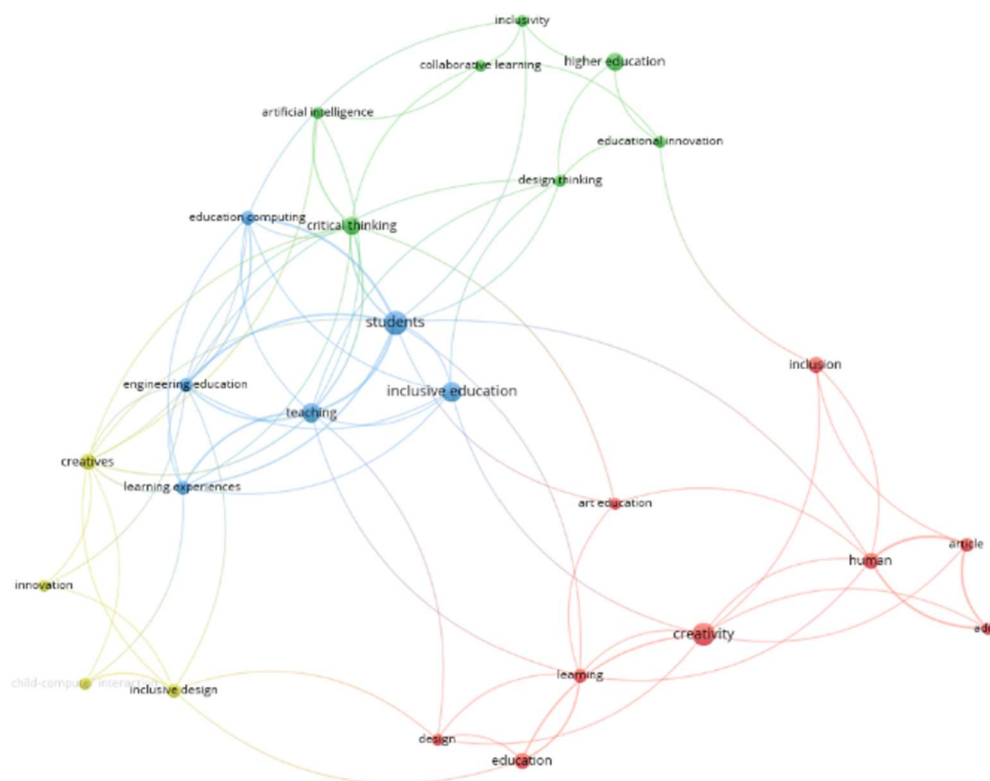 inclusivity
higher education
collaborative learning
artificial intelligence
educational innovation
design thinking
education computing
critical thinking
students
inclusion
engineering education
inclusive education
teaching
creatives
learning experiences
art education
article
human
innovation
creativity
learning
child-computer interaction
inclusive design
design
education